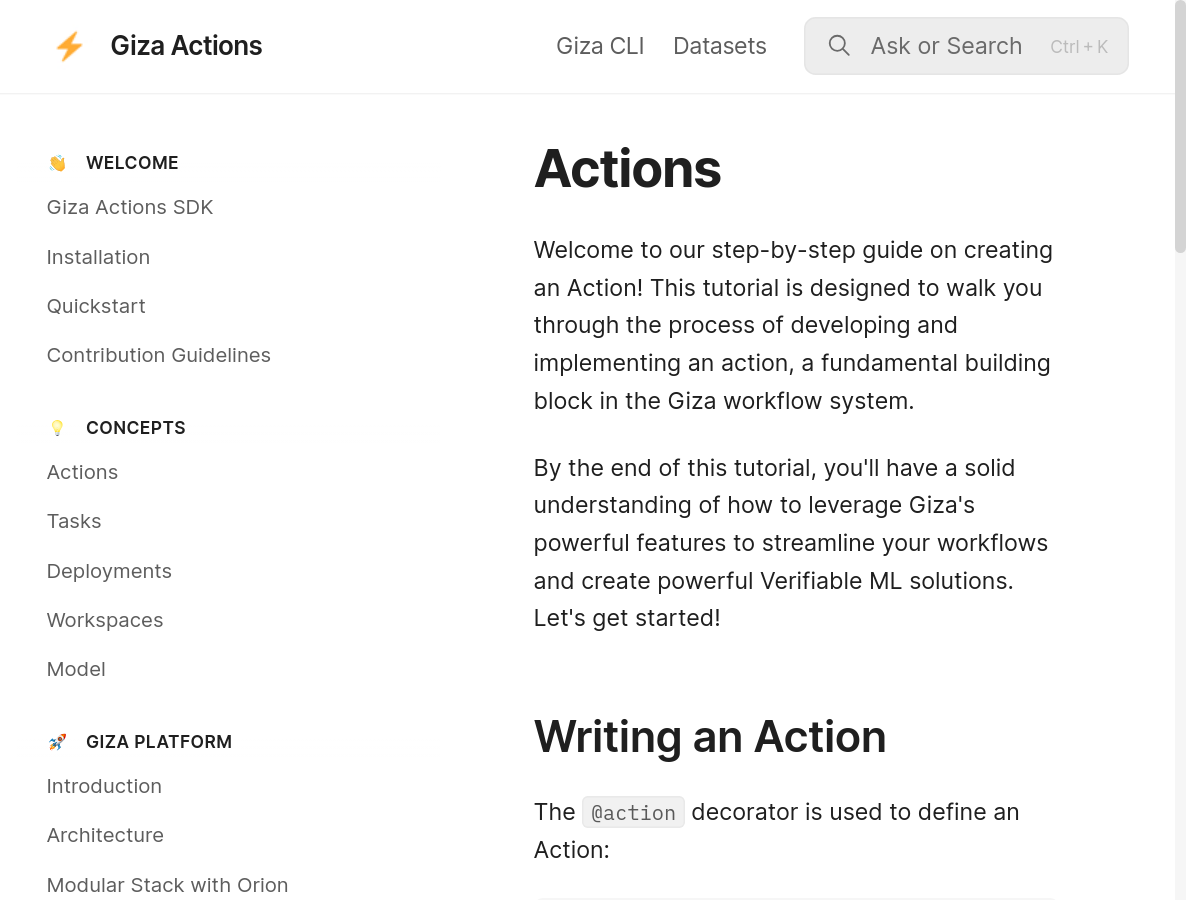 Giza Actions
Giza CLI
Datasets
Ask or Search
Ctrl + K
WELCOME
Giza Actions SDK
Installation
Quickstart
Contribution Guidelines
CONCEPTS
Actions
Tasks
Deployments
Workspaces
Model
GIZA PLATFORM
Introduction
Architecture
Modular Stack with Orion
Actions
Welcome to our step-by-step guide on creating
an Action! This tutorial is designed to walk you
through the process of developing and
implementing an action, a fundamental building
block in the Giza workflow system.
By the end of this tutorial, you'll have a solid
understanding of how to leverage Giza's
powerful features to streamline your workflows
and create powerful Verifiable ML solutions.
Let's get started!
Writing an Action
The @action decorator is used to define an
Action: